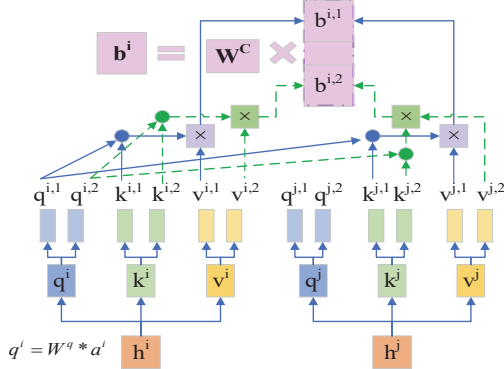 b^{i,1}
b^i = W^C ×
b^{i,2}
× × × ×
q^{i,1} q^{i,2} k^{i,1} k^{i,2} v^{i,1} v^{i,2} q^{j,1} q^{j,2} k^{j,1} k^{j,2} v^{j,1} v^{j,2}
q^i k^i v^i q^j k^j v^j
q^i = W^q * a^i h^i h^j